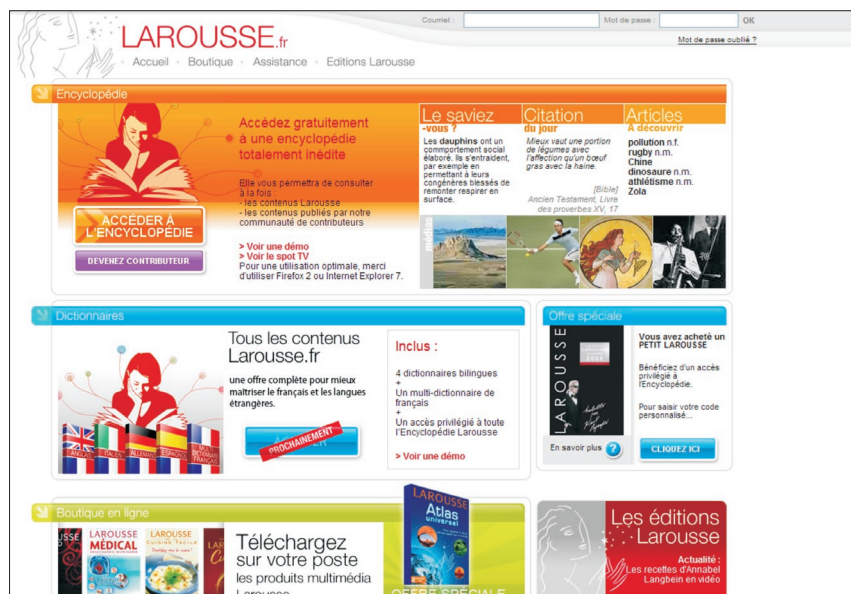 Courriel :
Mot de passe :
OK
Mot de passe oublié ?
LAROUSSE.fr
Accueil
Boutique
Assistance
Editions Larousse
Encyclopédie
Accédez gratuitement
à une encyclopédie
totalement inédite
Elle vous permettra de consulter
à la fois :
- les contenus Larousse
- les contenus publiés par notre
communauté de contributeurs
> Voir une démo
> Voir le spot TV
Pour une utilisation optimale, merci
d'utiliser Firefox 2 ou Internet Explorer 7.
ACCÉDER À
L'ENCYCLOPÉDIE
DEVENEZ CONTRIBUTEUR
Le saviez
-vous ?
Les dauphins ont un
commportement social
élaboré. Ils s'entraident,
par exemple en
permettant à leurs
congénères blessés de
remonter respirer en
surface.
Citation
du jour
Mieux vaut une portion
de légumes avec
l'affection qu'un bœuf
gras avec la haine.
[Bible]
Ancien Testament, Livre
des proverbes XV, 17
Articles
A découvrir
pollution n.f.
rugby n.m.
Chine
dinosaure n.m.
athlétisme n.m.
Zola
médias
Dictionnaires
Tous les contenus
Larousse.fr
une offre complète pour mieux
maîtriser le français et les langues
étrangères.
PROCHAINEMENT
ANGLAIS
ITALIEN
ALLEMAND
ESPAGNOL
MULTI
DICTIONNAIRE
FRANÇAIS
Inclus :
4 dictionnaires bilingues
+
Un multi-dictionnaire de
français
+
Un accès privilégié à toute
l'Encyclopédie Larousse
> Voir une démo
Offre spéciale
LAROUSSE
En savoir plus ?
Vous avez acheté un
PETIT LAROUSSE
Bénéficiez d'un accès
privilégié à
l'Encyclopédie.
Pour saisir votre code
personnalisé...
CLIQUEZ ICI
Boutique en ligne
LAROUSSE
MÉDICAL
LAROUSSE
CUISINE FACILE
Téléchargez
sur votre poste
les produits multimédia
Larousse
LAROUSSE
Atlas
universel
OFFRE SPÉCIALE
Les éditions
Larousse
Actualité :
Les recettes d'Annabel
Langbein en vidéo